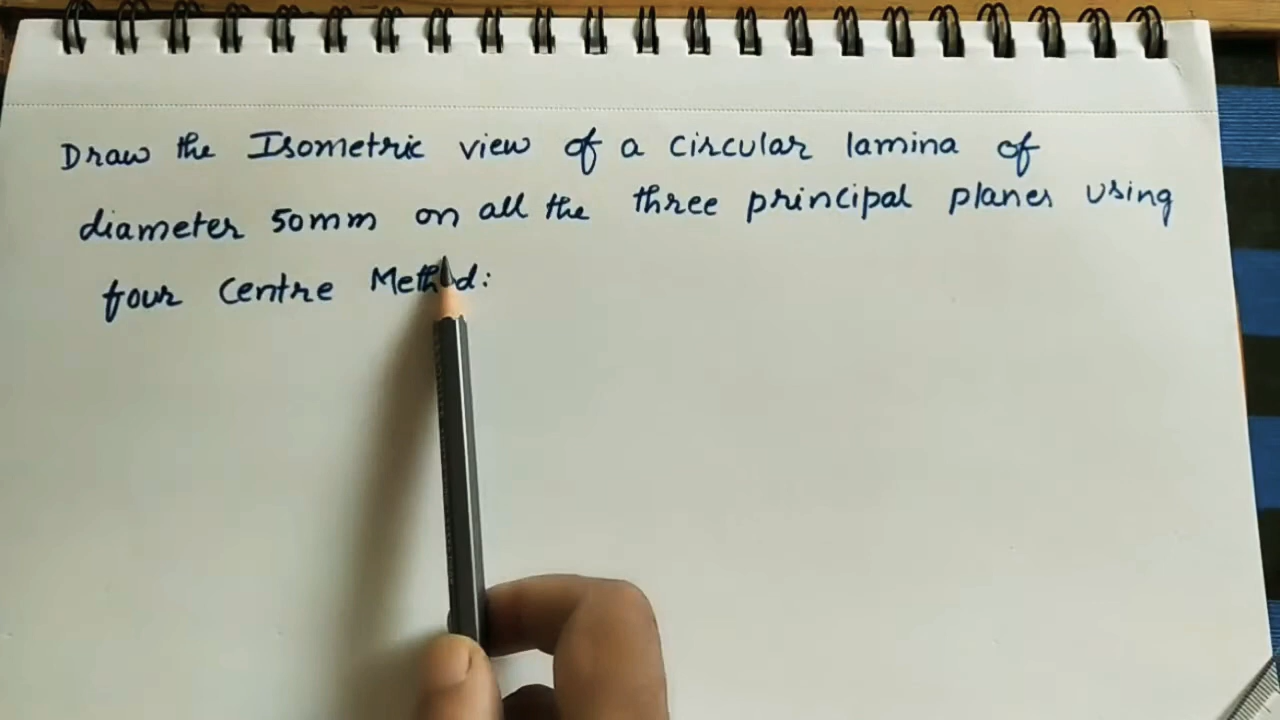 Draw the Isometric view of a circular lamina of
diameter 50mm on all the three principal planes using
four Centre Method: